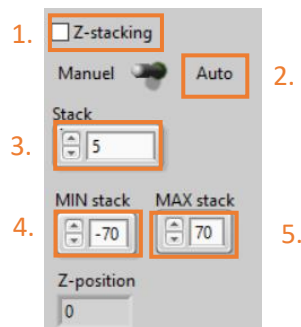 1. Z-stacking
Manuel Auto 2.
Stack
3. 5
MIN stack MAX stack
4. -70 70 5.
Z-position
0